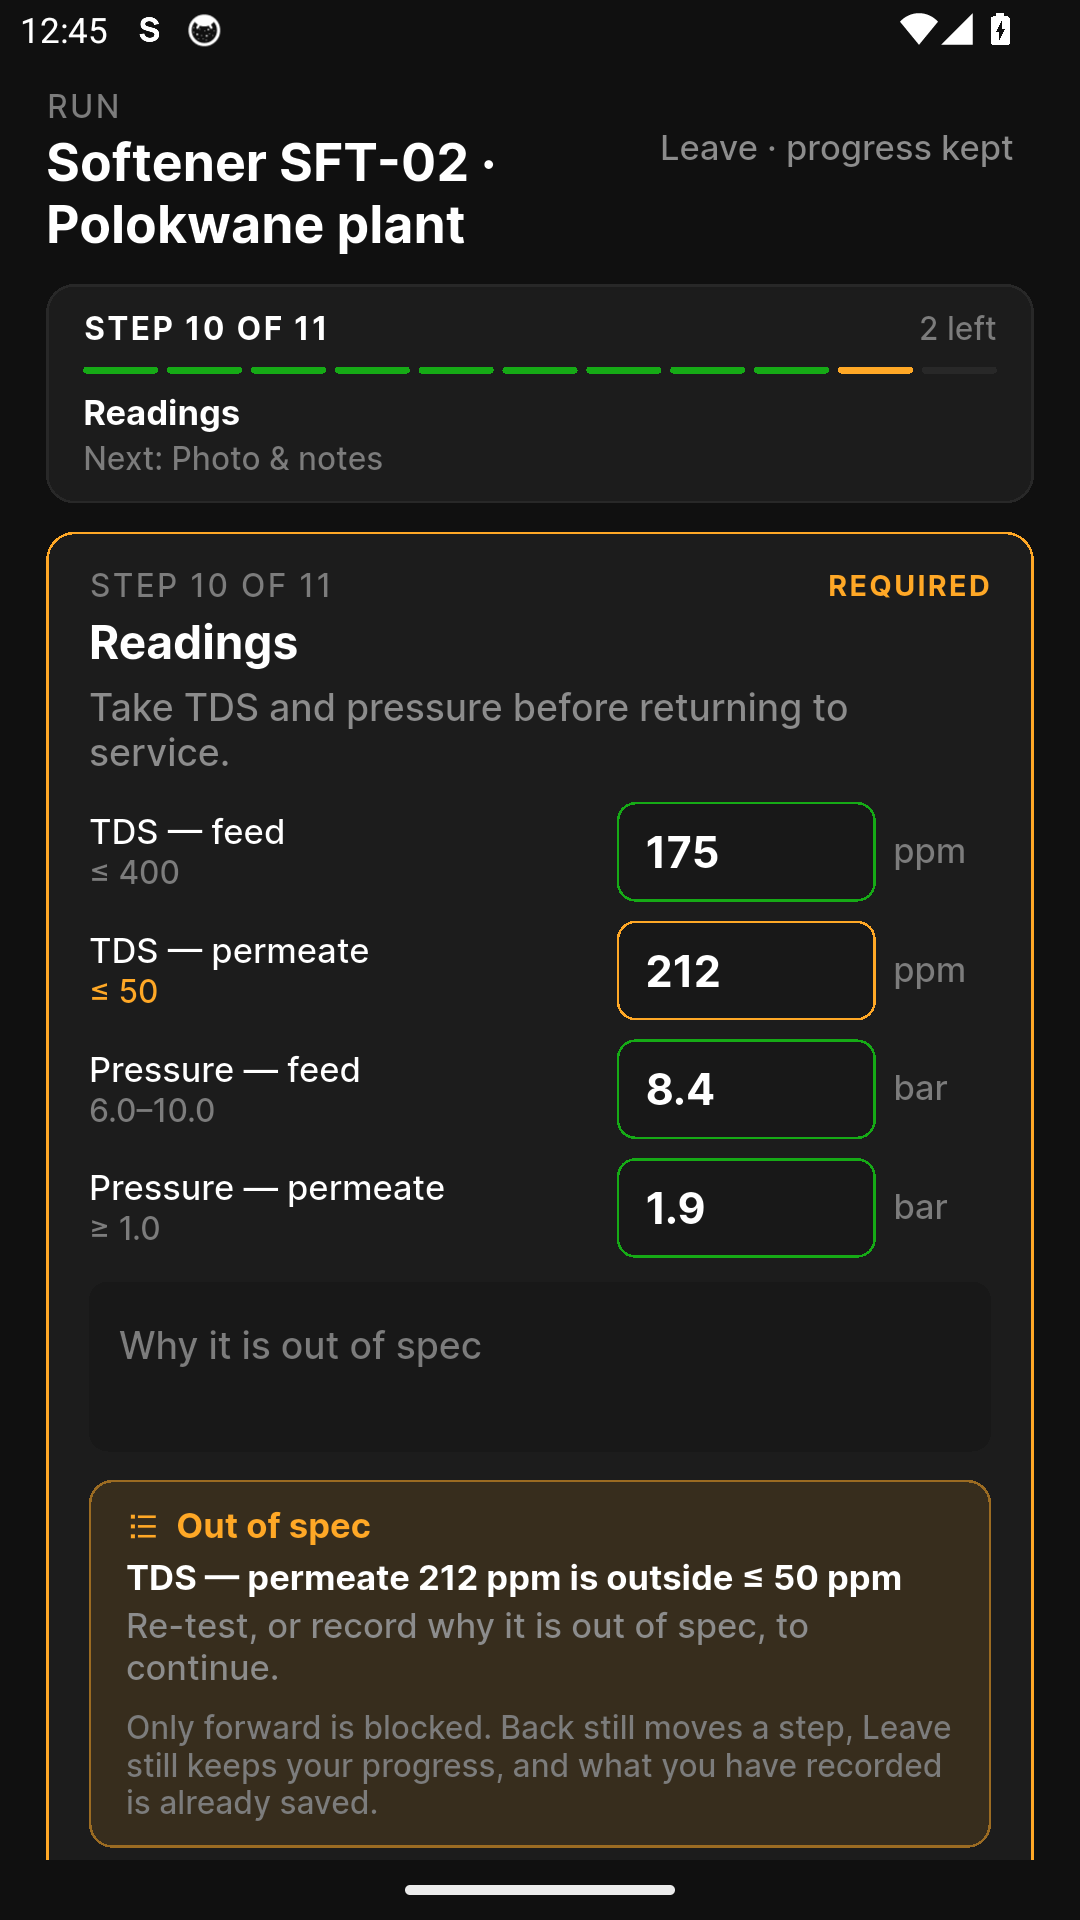 12:45 S
RUN
Softener SFT-02 ·
Polokwane plant
Leave · progress kept
STEP 10 OF 11
2 left
Readings
Next: Photo & notes
STEP 10 OF 11
REQUIRED
Readings
Take TDS and pressure before returning to
service.
TDS — feed
≤ 400
175 ppm
TDS — permeate
≤ 50
212 ppm
Pressure — feed
6.0–10.0
8.4 bar
Pressure — permeate
≥ 1.0
1.9 bar
Why it is out of spec
Out of spec
TDS — permeate 212 ppm is outside ≤ 50 ppm
Re-test, or record why it is out of spec, to
continue.
Only forward is blocked. Back still moves a step, Leave
still keeps your progress, and what you have recorded
is already saved.